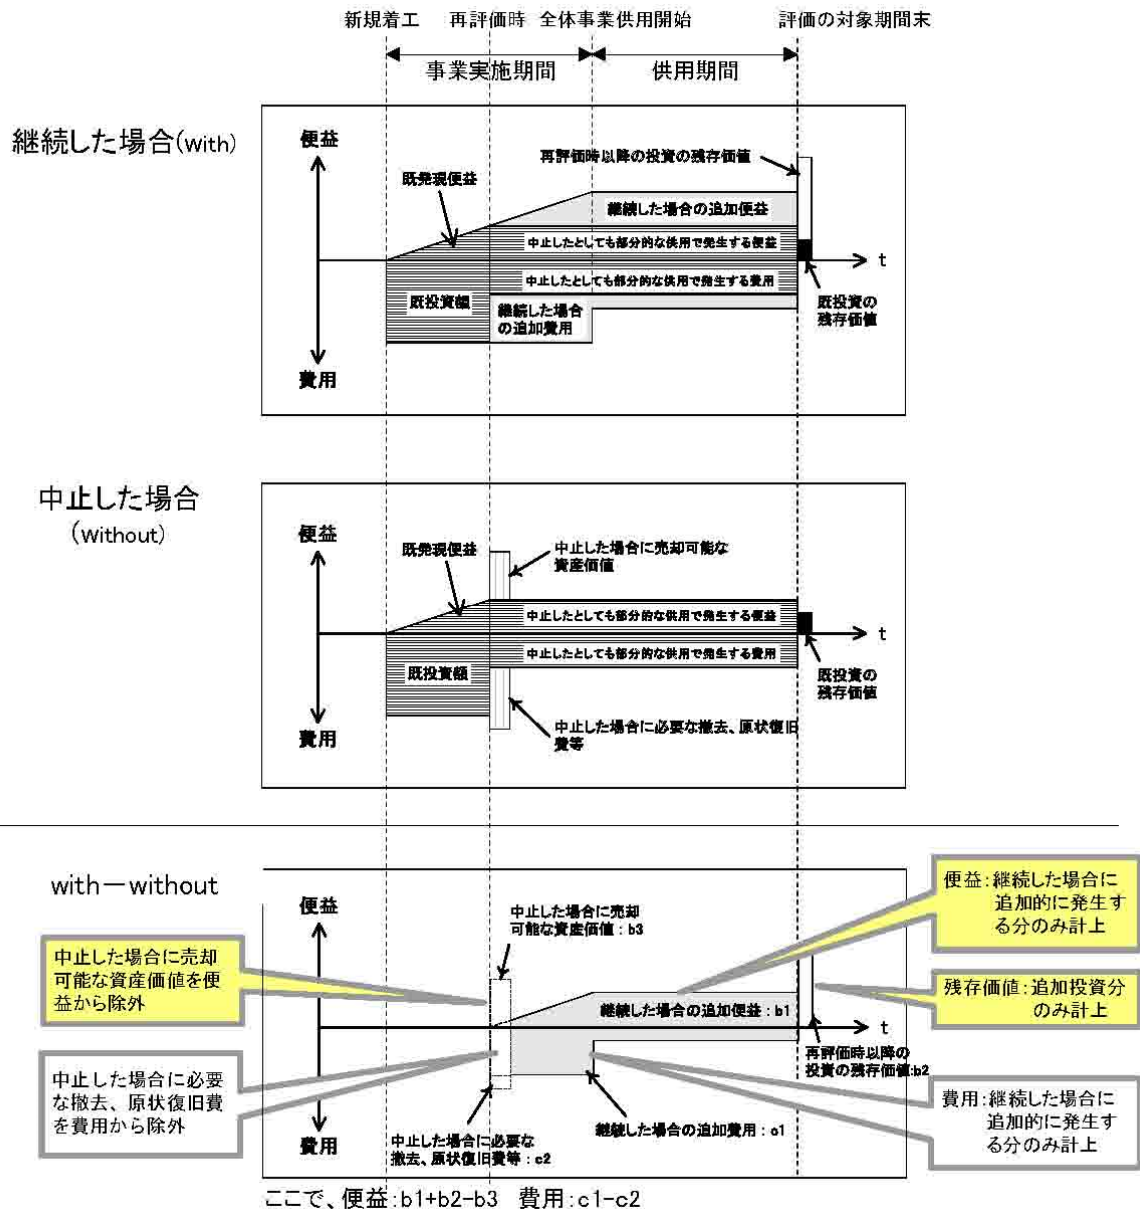 新規着工
再評価時
全体事業供用開始
評価の対象期間末
事業実施期間
供用期間
継続した場合(with)
便益
再評価時以降の投資の残存価値
既発現便益
継続した場合の追加便益
中止したとしても部分的な供用で発生する便益
t
中止したとしても部分的な供用で発生する費用
既投資額
継続した場合
の追加費用
既投資の
残存価値
費用
中止した場合
(without)
便益
既発現便益
中止した場合に売却可能な
資産価値
中止したとしても部分的な供用で発生する便益
t
中止したとしても部分的な供用で発生する費用
既投資額
既投資の
残存価値
中止した場合に必要な撤去、原状復旧
費等
費用
with－without
便益
中止した場合に売却
可能な資産価値：b3
便益:継続した場合に
追加的に発生す
る分のみ計上
中止した場合に売却
可能な資産価値を便
益から除外
残存価値:追加投資分
のみ計上
継続した場合の追加便益：b1
t
再評価時以降の
投資の残存価値:b2
中止した場合に必要
な撤去、原状復旧費
を費用から除外
費用:継続した場合に
追加的に発生す
る分のみ計上
継続した場合の追加費用：c1
費用
中止した場合に必要な
撤去、原状復旧費等：c2
ここで、便益:b1+b2-b3　費用:c1-c2